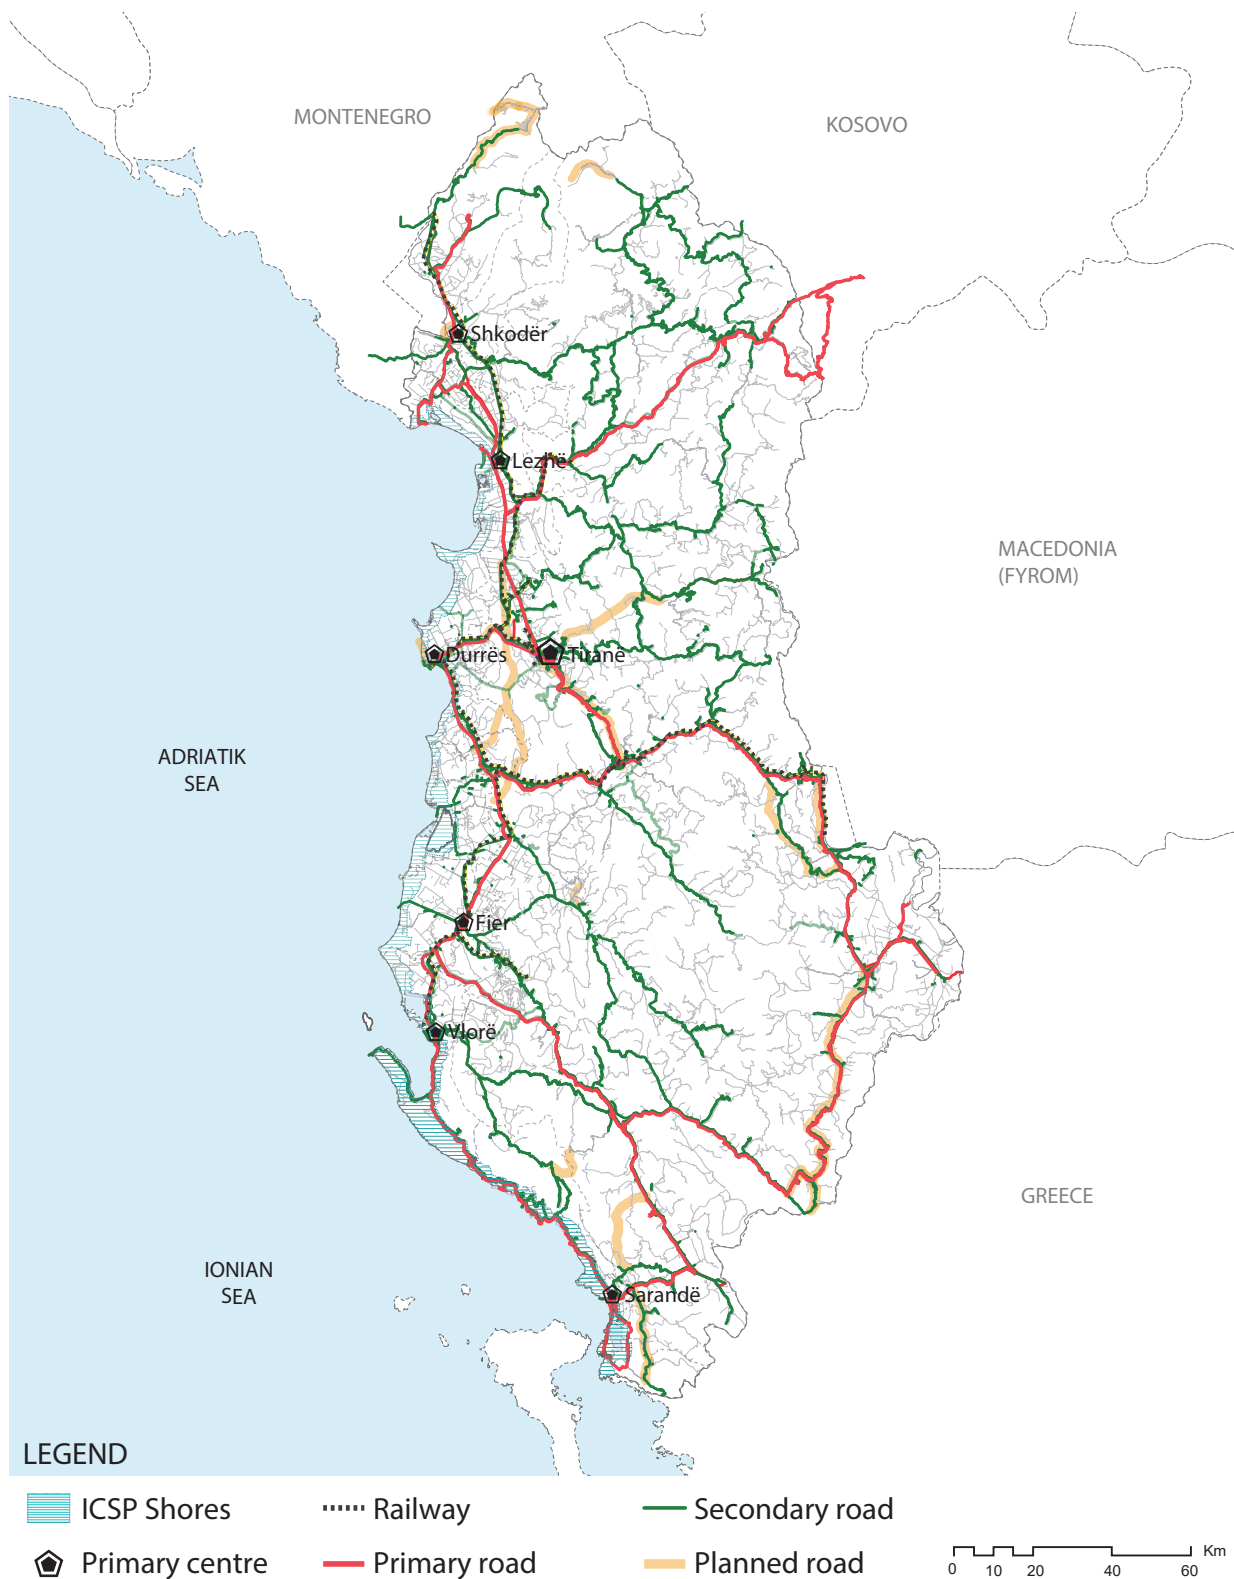 MONTENEGRO
KOSOVO
Shkodër
Lezhë
MACEDONIA
(FYROM)
Durrës
Tiranë
ADRIATIK
SEA
Fier
Vlorë
GREECE
IONIAN
SEA
Sarandë
LEGEND
ICSP Shores
Railway
Secondary road
Primary centre
Primary road
Planned road
Km
0 10 20 40 60